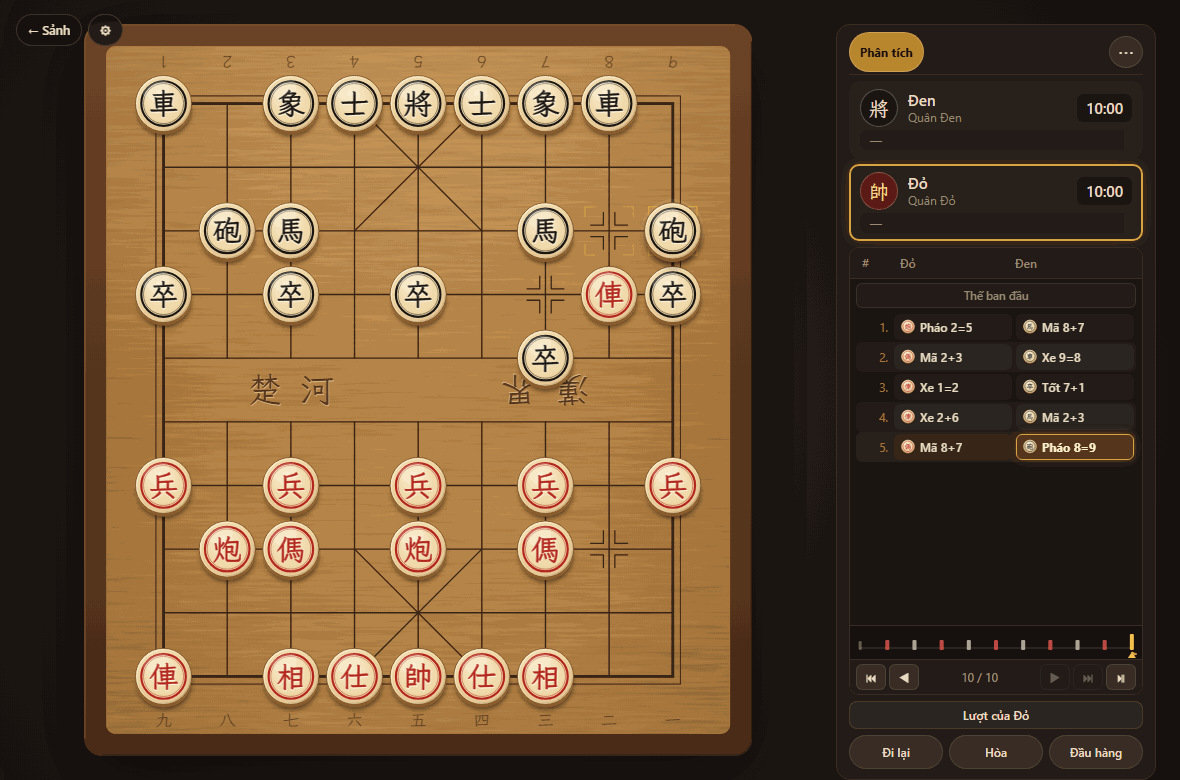 ← Sảnh
1 2 3 4 5 6 7 8 9
車 象 士 將 士 象 車
砲 馬 馬 砲
卒 卒 卒 俥 卒
卒
楚 河 漢 界
兵 兵 兵 兵 兵
炮 傌 炮 傌
俥 相 仕 帥 仕 相
九 八 七 六 五 四 三 二 一
Phân tích
...
將 Đen 10:00
Quân Đen
—
帥 Đỏ 10:00
Quân Đỏ
—
# Đỏ Đen
Thế ban đầu
1. Pháo 2=5 Mã 8+7
2. Mã 2+3 Xe 9=8
3. Xe 1=2 Tốt 7+1
4. Xe 2+6 Mã 2+3
5. Mã 8+7 Pháo 8=9
10 / 10
Lượt của Đỏ
Đi lại Hòa Đầu hàng